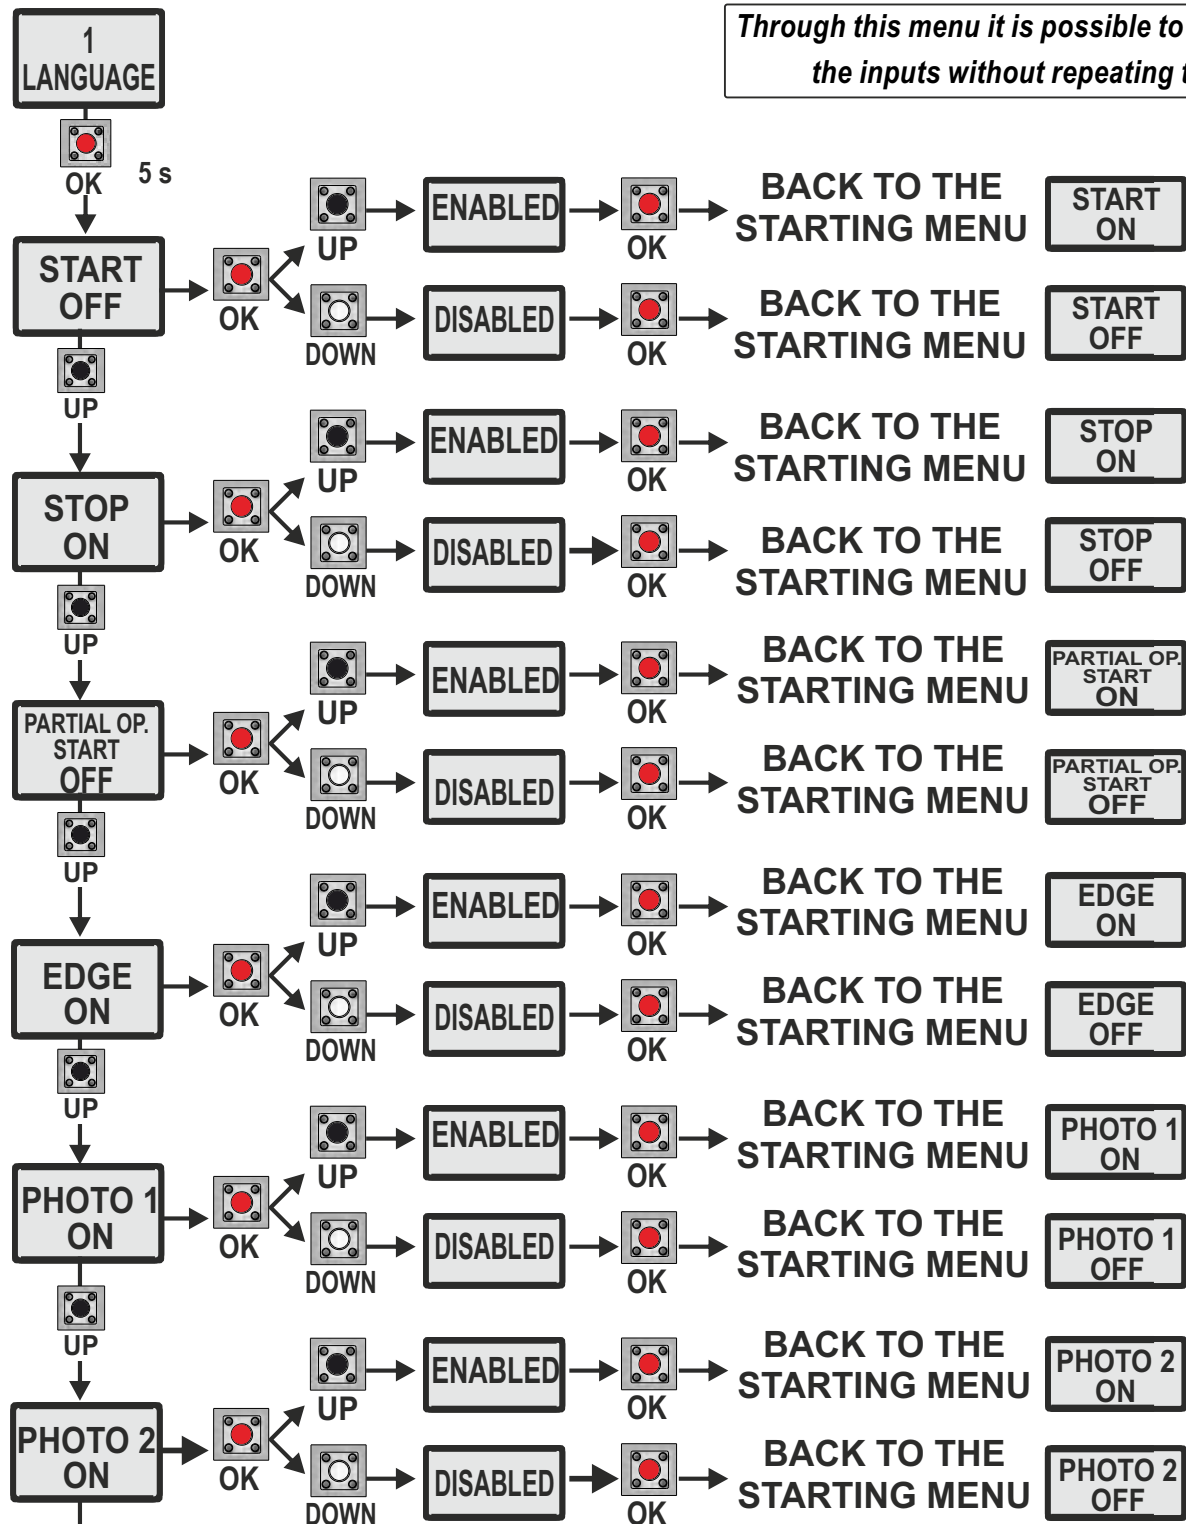 1
LANGUAGE
Through this menu it is possible to
the inputs without repeating
OK
5 s
START
OFF
OK
UP
ENABLED
OK
BACK TO THE
STARTING MENU
START
ON
DOWN
DISABLED
OK
BACK TO THE
STARTING MENU
START
OFF
UP
STOP
ON
OK
UP
ENABLED
OK
BACK TO THE
STARTING MENU
STOP
ON
DOWN
DISABLED
OK
BACK TO THE
STARTING MENU
STOP
OFF
UP
PARTIAL OP.
START
OFF
OK
UP
ENABLED
OK
BACK TO THE
STARTING MENU
PARTIAL OP.
START
ON
DOWN
DISABLED
OK
BACK TO THE
STARTING MENU
PARTIAL OP.
START
OFF
UP
EDGE
ON
OK
UP
ENABLED
OK
BACK TO THE
STARTING MENU
EDGE
ON
DOWN
DISABLED
OK
BACK TO THE
STARTING MENU
EDGE
OFF
UP
PHOTO 1
ON
OK
UP
ENABLED
OK
BACK TO THE
STARTING MENU
PHOTO 1
ON
DOWN
DISABLED
OK
BACK TO THE
STARTING MENU
PHOTO 1
OFF
UP
PHOTO 2
ON
OK
UP
ENABLED
OK
BACK TO THE
STARTING MENU
PHOTO 2
ON
DOWN
DISABLED
OK
BACK TO THE
STARTING MENU
PHOTO 2
OFF